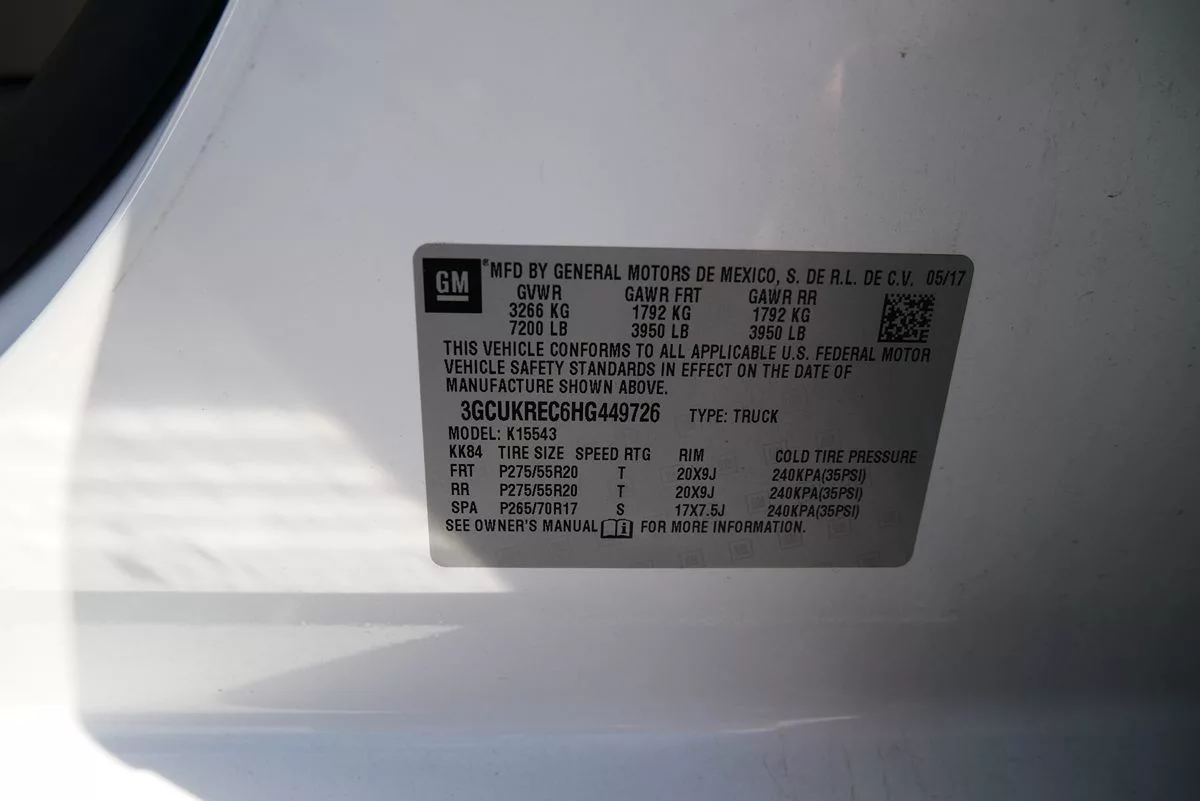 GM ® MFD BY GENERAL MOTORS DE MEXICO, S. DE R.L. DE C.V. 05/17
GVWR GAWR FRT GAWR RR
3266 KG 1792 KG 1792 KG
7200 LB 3950 LB 3950 LB
THIS VEHICLE CONFORMS TO ALL APPLICABLE U.S. FEDERAL MOTOR
VEHICLE SAFETY STANDARDS IN EFFECT ON THE DATE OF
MANUFACTURE SHOWN ABOVE.
3GCUKREC6HG449726 TYPE: TRUCK
MODEL: K15543
KK84 TIRE SIZE SPEED RTG RIM COLD TIRE PRESSURE
FRT P275/55R20 T 20X9J 240KPA(35PSI)
RR P275/55R20 T 20X9J 240KPA(35PSI)
SPA P265/70R17 S 17X7.5J 240KPA(35PSI)
SEE OWNER'S MANUAL FOR MORE INFORMATION.